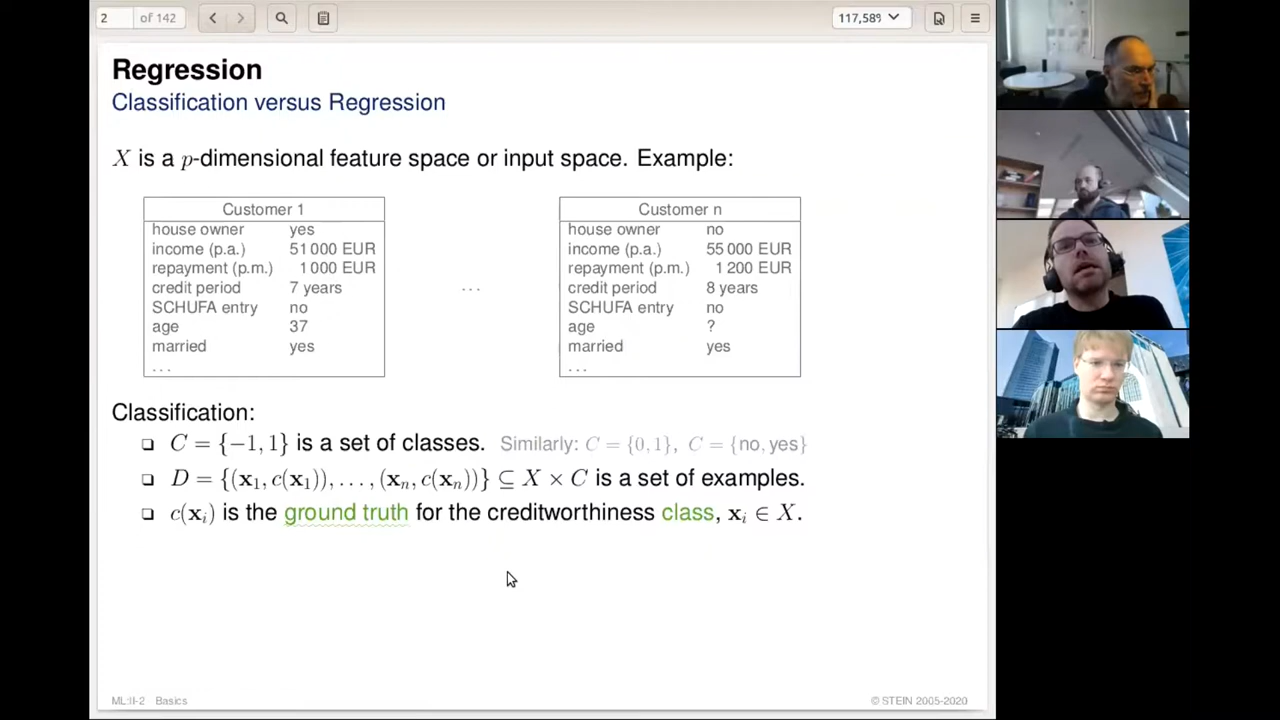 2 of 142 117,58%
Regression
Classification versus Regression
X is a p-dimensional feature space or input space. Example:
Customer 1
house owner yes
income (p.a.) 51 000 EUR
repayment (p.m.) 1 000 EUR
credit period 7 years
SCHUFA entry no
age 37
married yes
. . .
. . .
Customer n
house owner no
income (p.a.) 55 000 EUR
repayment (p.m.) 1 200 EUR
credit period 8 years
SCHUFA entry no
age ?
married yes
. . .
Classification:
❑ C = {−1, 1} is a set of classes. Similarly: C = {0, 1}, C = {no, yes}
❑ D = {(x₁, c(x₁)), . . . , (xₙ, c(xₙ))} ⊆ X × C is a set of examples.
❑ c(xᵢ) is the ground truth for the creditworthiness class, xᵢ ∈ X.
ML:II-2 Basics © STEIN 2005-2020